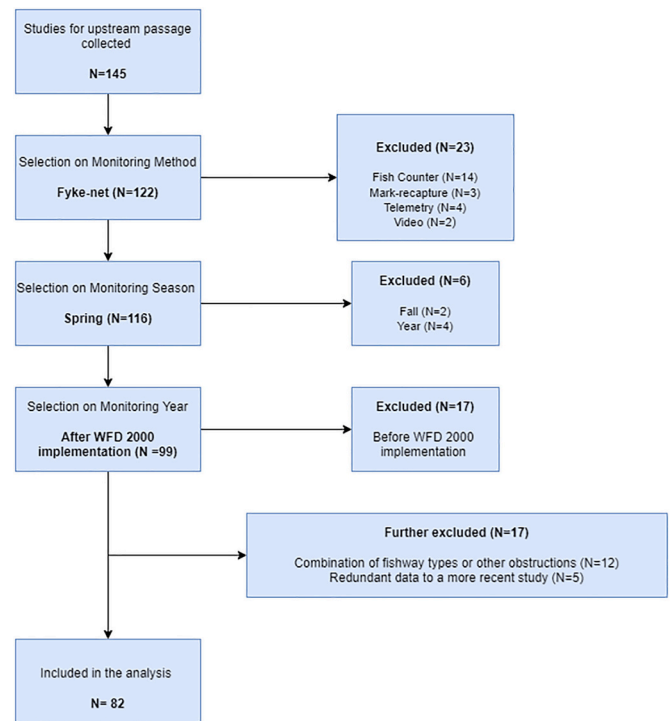 Studies for upstream passage
collected
N=145
Selection on Monitoring Method
Fyke-net (N=122)
Excluded (N=23)
Fish Counter (N=14)
Mark-recapture (N=3)
Telemetry (N=4)
Video (N=2)
Selection on Monitoring Season
Spring (N=116)
Excluded (N=6)
Fall (N=2)
Year (N=4)
Selection on Monitoring Year
After WFD 2000
implementation (N =99)
Excluded (N=17)
Before WFD 2000
implementation
Further excluded (N=17)
Combination of fishway types or other obstructions (N=12)
Redundant data to a more recent study (N=5)
Included in the analysis
N= 82